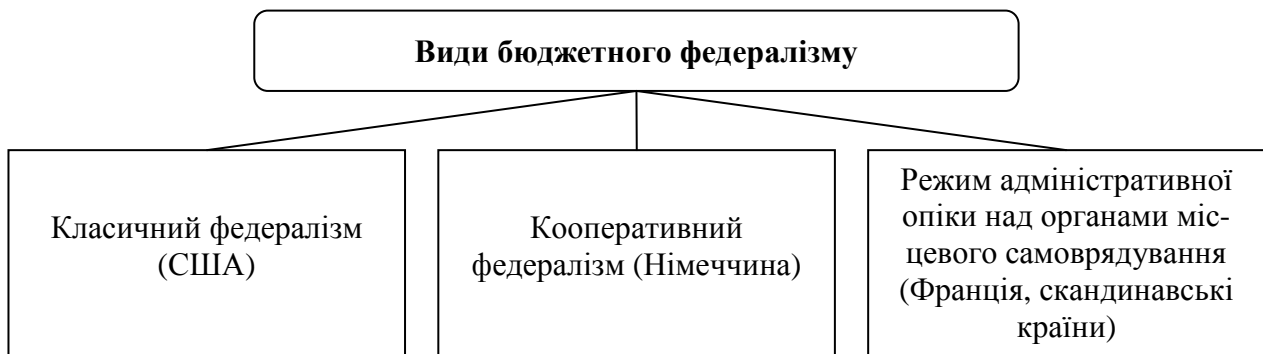 Види бюджетного федералізму
Класичний федералізм
(США)
Кооперативний
федералізм (Німеччина)
Режим адміністративної
опіки над органами міс-
цевого самоврядування
(Франція, скандинавські
країни)